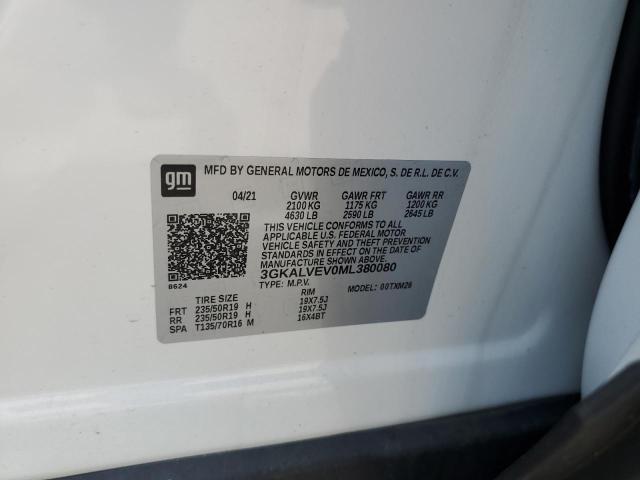 gm
MFD BY GENERAL MOTORS DE MEXICO, S. DE R.L. DE C.V.
04/21 GVWR GAWR FRT GAWR RR
2100 KG 1175 KG 1200 KG
4630 LB 2590 LB 2645 LB
THIS VEHICLE CONFORMS TO ALL
APPLICABLE U.S. FEDERAL MOTOR
VEHICLE SAFETY AND THEFT PREVENTION
STANDARDS IN EFFECT ON THE DATE OF
MANUFACTURE SHOWN ABOVE.
3GKALVEV0ML380080
8624
TYPE: M.P.V. MODEL: 00TXM26
TIRE SIZE RIM
FRT 235/50R19 H 19X7.5J
RR 235/50R19 H 19X7.5J
SPA T135/70R16 M 16X4BT